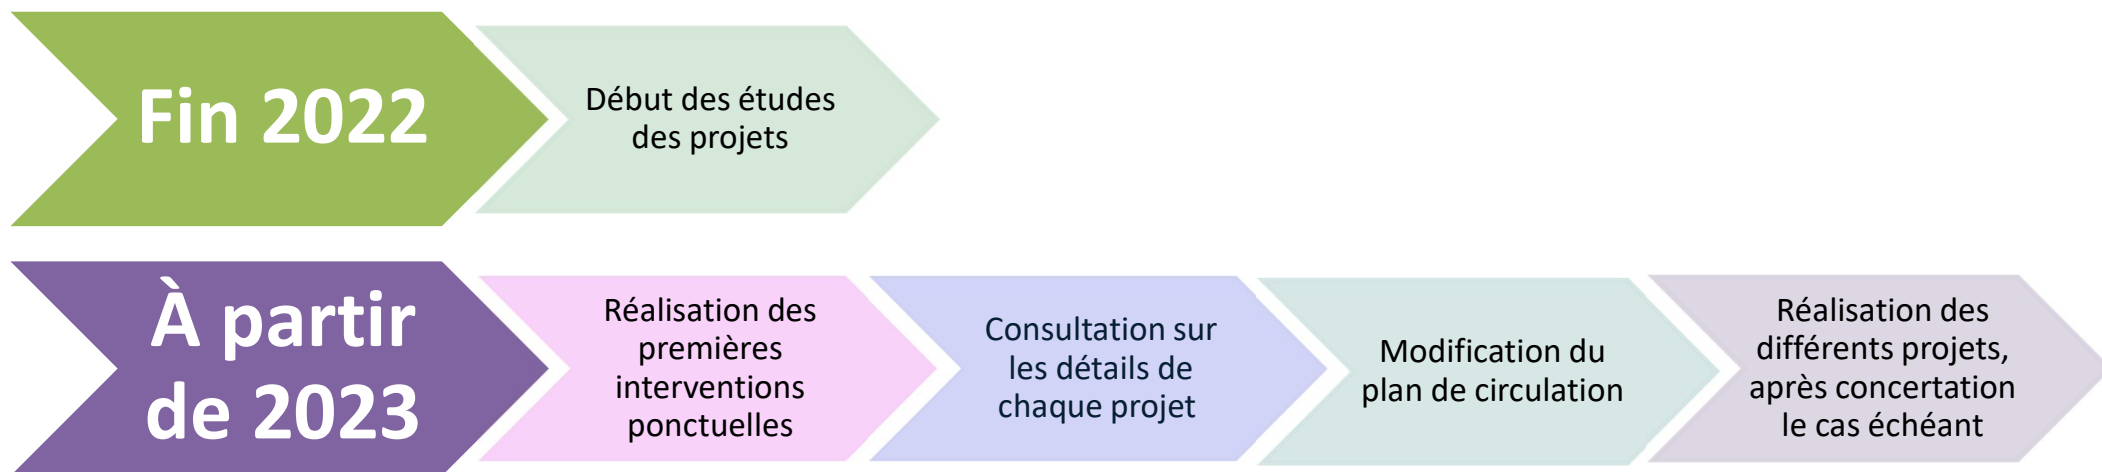 Fin 2022
Début des études
des projets
À partir
de 2023
Réalisation des
premières
interventions
ponctuelles
Consultation sur
les détails de
chaque projet
Modification du
plan de circulation
Réalisation des
différents projets,
après concertation
le cas échéant